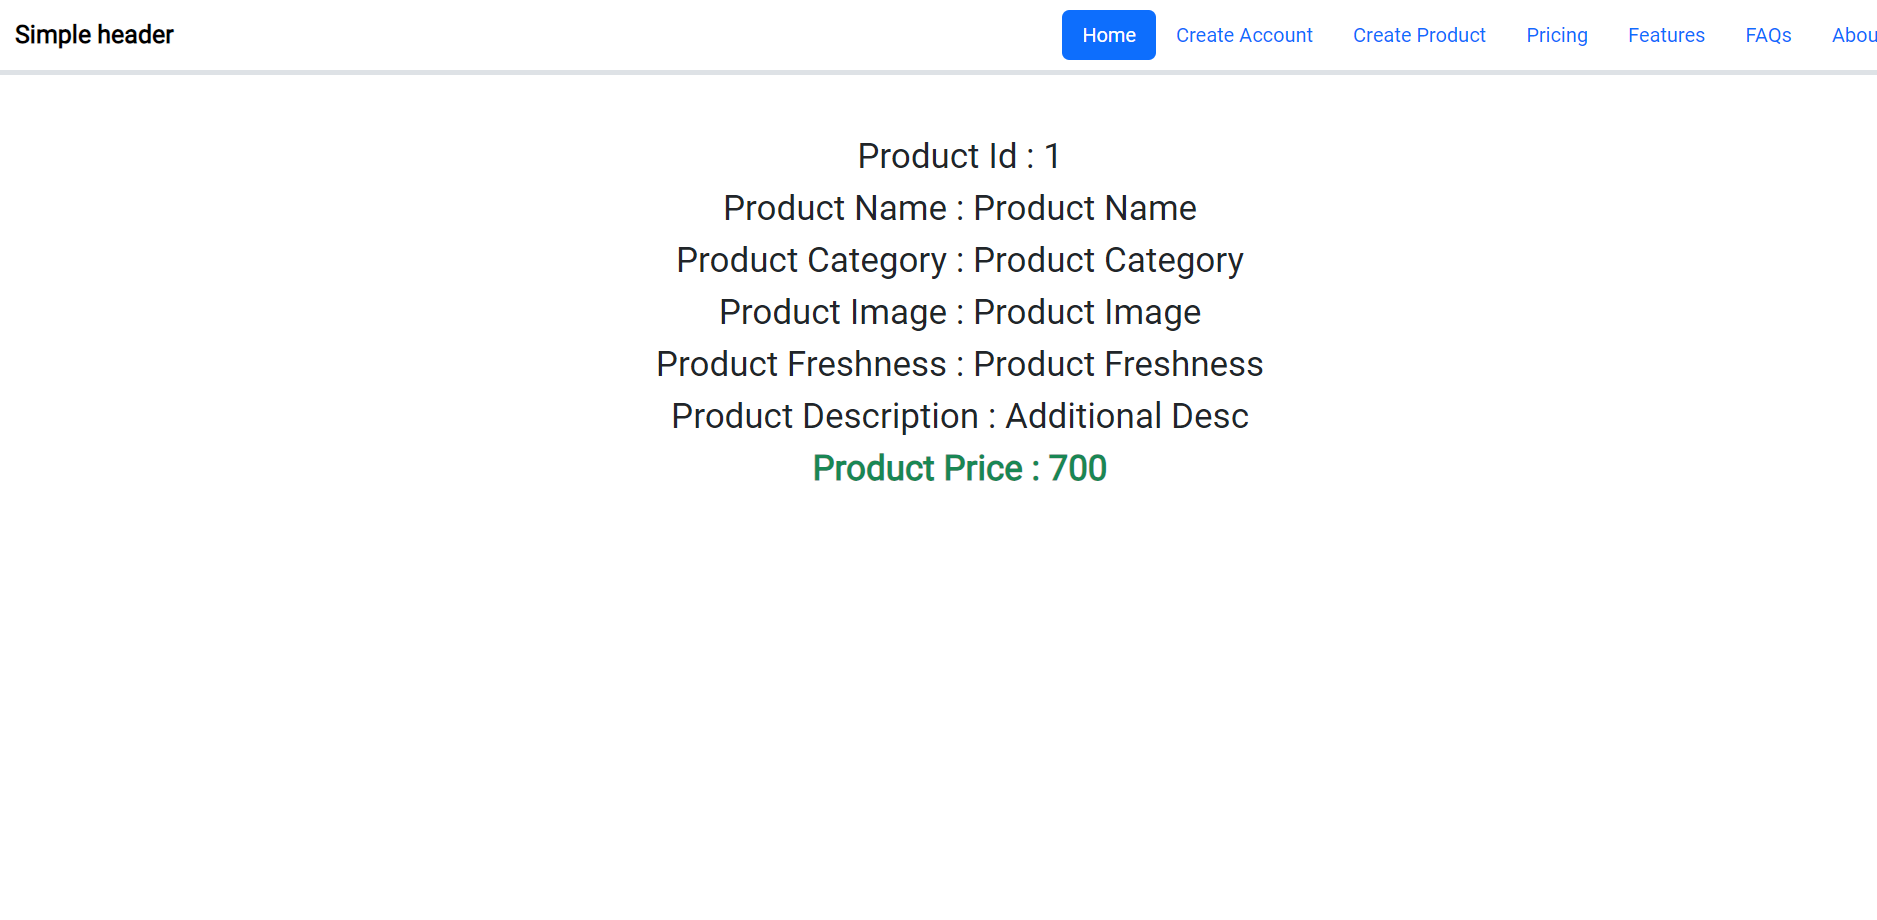 Simple header
Home Create Account Create Product Pricing Features FAQs Abou
Product Id : 1
Product Name : Product Name
Product Category : Product Category
Product Image : Product Image
Product Freshness : Product Freshness
Product Description : Additional Desc
Product Price : 700